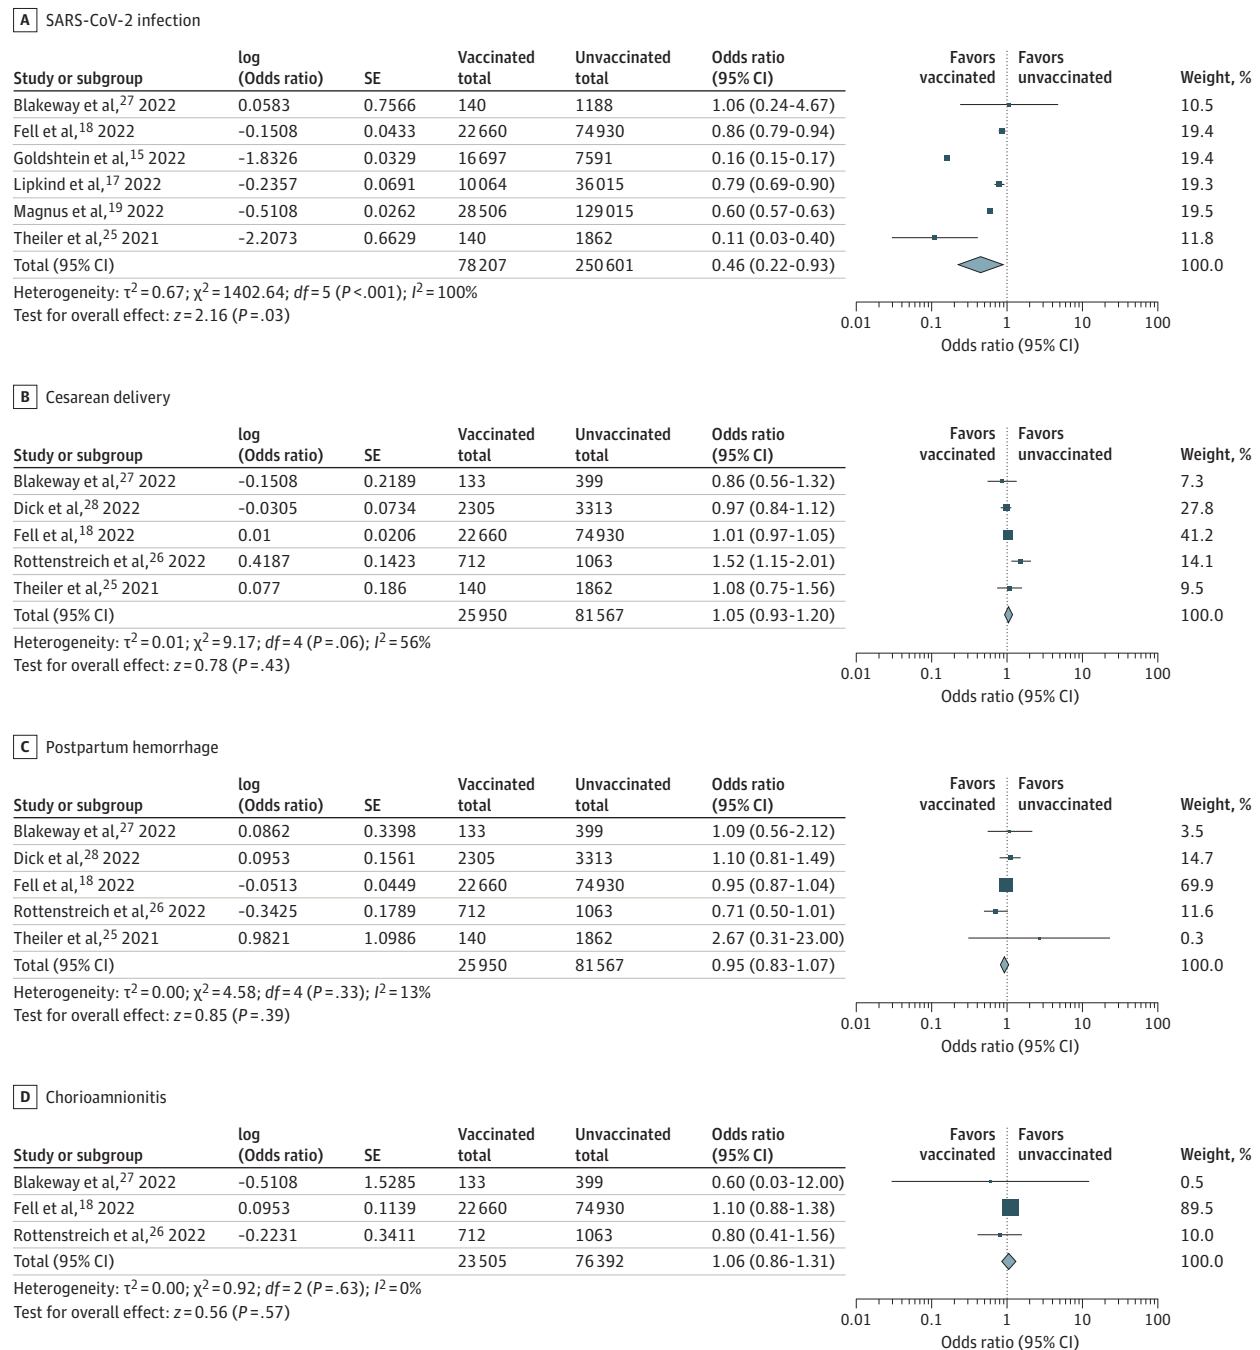 A SARS-CoV-2 infection
Study or subgroup log (Odds ratio) SE Vaccinated total Unvaccinated total Odds ratio (95% CI) Favors vaccinated Favors unvaccinated Weight, %
Blakeway et al,27 2022 0.0583 0.7566 140 1188 1.06 (0.24-4.67) 10.5
Fell et al,18 2022 -0.1508 0.0433 22660 74930 0.86 (0.79-0.94) 19.4
Goldshtein et al,15 2022 -1.8326 0.0329 16697 7591 0.16 (0.15-0.17) 19.4
Lipkind et al,17 2022 -0.2357 0.0691 10064 36015 0.79 (0.69-0.90) 19.3
Magnus et al,19 2022 -0.5108 0.0262 28506 129015 0.60 (0.57-0.63) 19.5
Theiler et al,25 2021 -2.2073 0.6629 140 1862 0.11 (0.03-0.40) 11.8
Total (95% CI) 78207 250601 0.46 (0.22-0.93) 100.0
Heterogeneity: τ2=0.67; χ2=1402.64; df=5 (P<.001); I2=100%
Test for overall effect: z=2.16 (P=.03)
0.01 0.1 1 10 100
Odds ratio (95% CI)
B Cesarean delivery
Study or subgroup log (Odds ratio) SE Vaccinated total Unvaccinated total Odds ratio (95% CI) Favors vaccinated Favors unvaccinated Weight, %
Blakeway et al,27 2022 -0.1508 0.2189 133 399 0.86 (0.56-1.32) 7.3
Dick et al,28 2022 -0.0305 0.0734 2305 3313 0.97 (0.84-1.12) 27.8
Fell et al,18 2022 0.01 0.0206 22660 74930 1.01 (0.97-1.05) 41.2
Rottenstreich et al,26 2022 0.4187 0.1423 712 1063 1.52 (1.15-2.01) 14.1
Theiler et al,25 2021 0.077 0.186 140 1862 1.08 (0.75-1.56) 9.5
Total (95% CI) 25950 81567 1.05 (0.93-1.20) 100.0
Heterogeneity: τ2=0.01; χ2=9.17; df=4 (P=.06); I2=56%
Test for overall effect: z=0.78 (P=.43)
0.01 0.1 1 10 100
Odds ratio (95% CI)
C Postpartum hemorrhage
Study or subgroup log (Odds ratio) SE Vaccinated total Unvaccinated total Odds ratio (95% CI) Favors vaccinated Favors unvaccinated Weight, %
Blakeway et al,27 2022 0.0862 0.3398 133 399 1.09 (0.56-2.12) 3.5
Dick et al,28 2022 0.0953 0.1561 2305 3313 1.10 (0.81-1.49) 14.7
Fell et al,18 2022 -0.0513 0.0449 22660 74930 0.95 (0.87-1.04) 69.9
Rottenstreich et al,26 2022 -0.3425 0.1789 712 1063 0.71 (0.50-1.01) 11.6
Theiler et al,25 2021 0.9821 1.0986 140 1862 2.67 (0.31-23.00) 0.3
Total (95% CI) 25950 81567 0.95 (0.83-1.07) 100.0
Heterogeneity: τ2=0.00; χ2=4.58; df=4 (P=.33); I2=13%
Test for overall effect: z=0.85 (P=.39)
0.01 0.1 1 10 100
Odds ratio (95% CI)
D Chorioamnionitis
Study or subgroup log (Odds ratio) SE Vaccinated total Unvaccinated total Odds ratio (95% CI) Favors vaccinated Favors unvaccinated Weight, %
Blakeway et al,27 2022 -0.5108 1.5285 133 399 0.60 (0.03-12.00) 0.5
Fell et al,18 2022 0.0953 0.1139 22660 74930 1.10 (0.88-1.38) 89.5
Rottenstreich et al,26 2022 -0.2231 0.3411 712 1063 0.80 (0.41-1.56) 10.0
Total (95% CI) 23505 76392 1.06 (0.86-1.31) 100.0
Heterogeneity: τ2=0.00; χ2=0.92; df=2 (P=.63); I2=0%
Test for overall effect: z=0.56 (P=.57)
0.01 0.1 1 10 100
Odds ratio (95% CI)